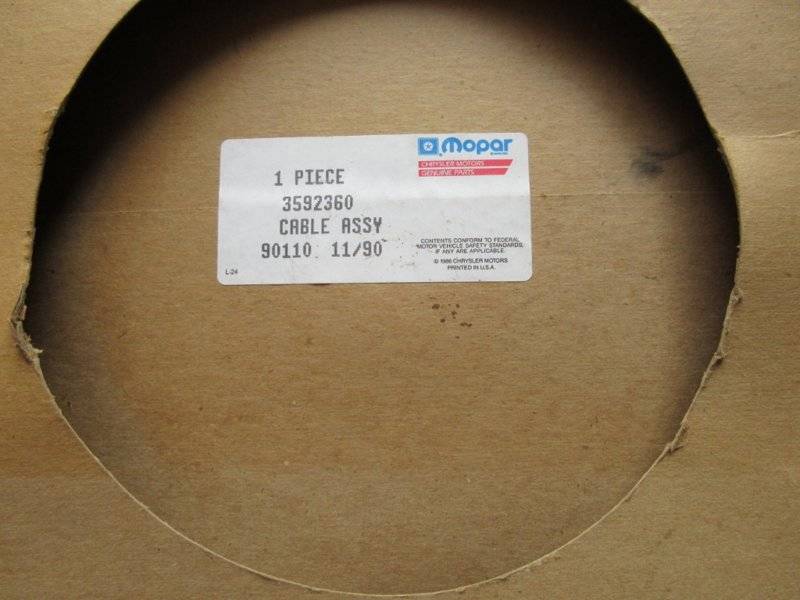 1 PIECE
3592360
CABLE ASSY
90110 11/90
L-24
Mopar
CHRYSLER MOTORS
GENUINE PARTS
CONTENTS CONFORM TO FEDERAL
MOTOR VEHICLE SAFETY STANDARDS,
IF ANY ARE APPLICABLE.
© 1986 CHRYSLER MOTORS
PRINTED IN U.S.A.